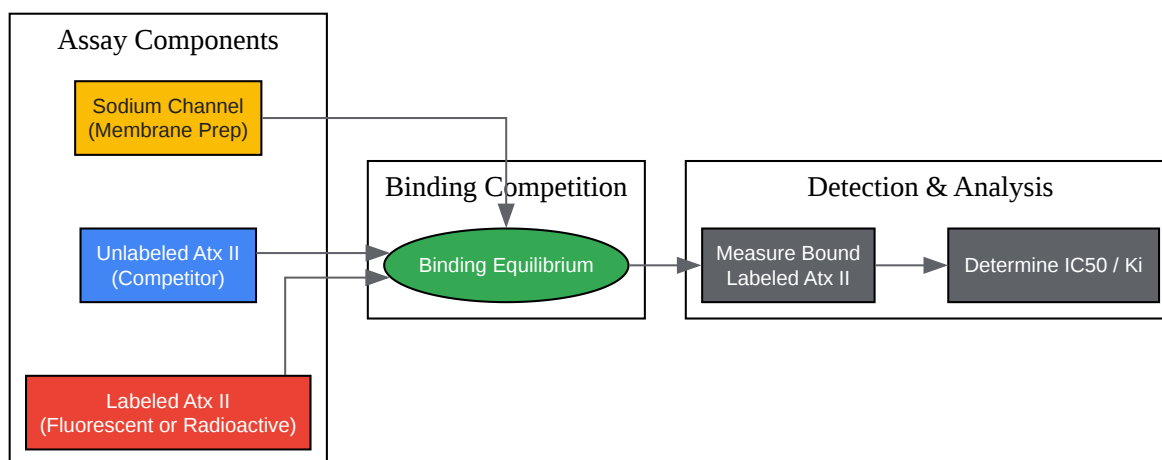 Assay Components
Sodium Channel
(Membrane Prep)
Unlabeled Atx II
(Competitor)
Labeled Atx II
(Fluorescent or Radioactive)
Binding Competition
Binding Equilibrium
Detection & Analysis
Measure Bound
Labeled Atx II
Determine IC50 / Ki